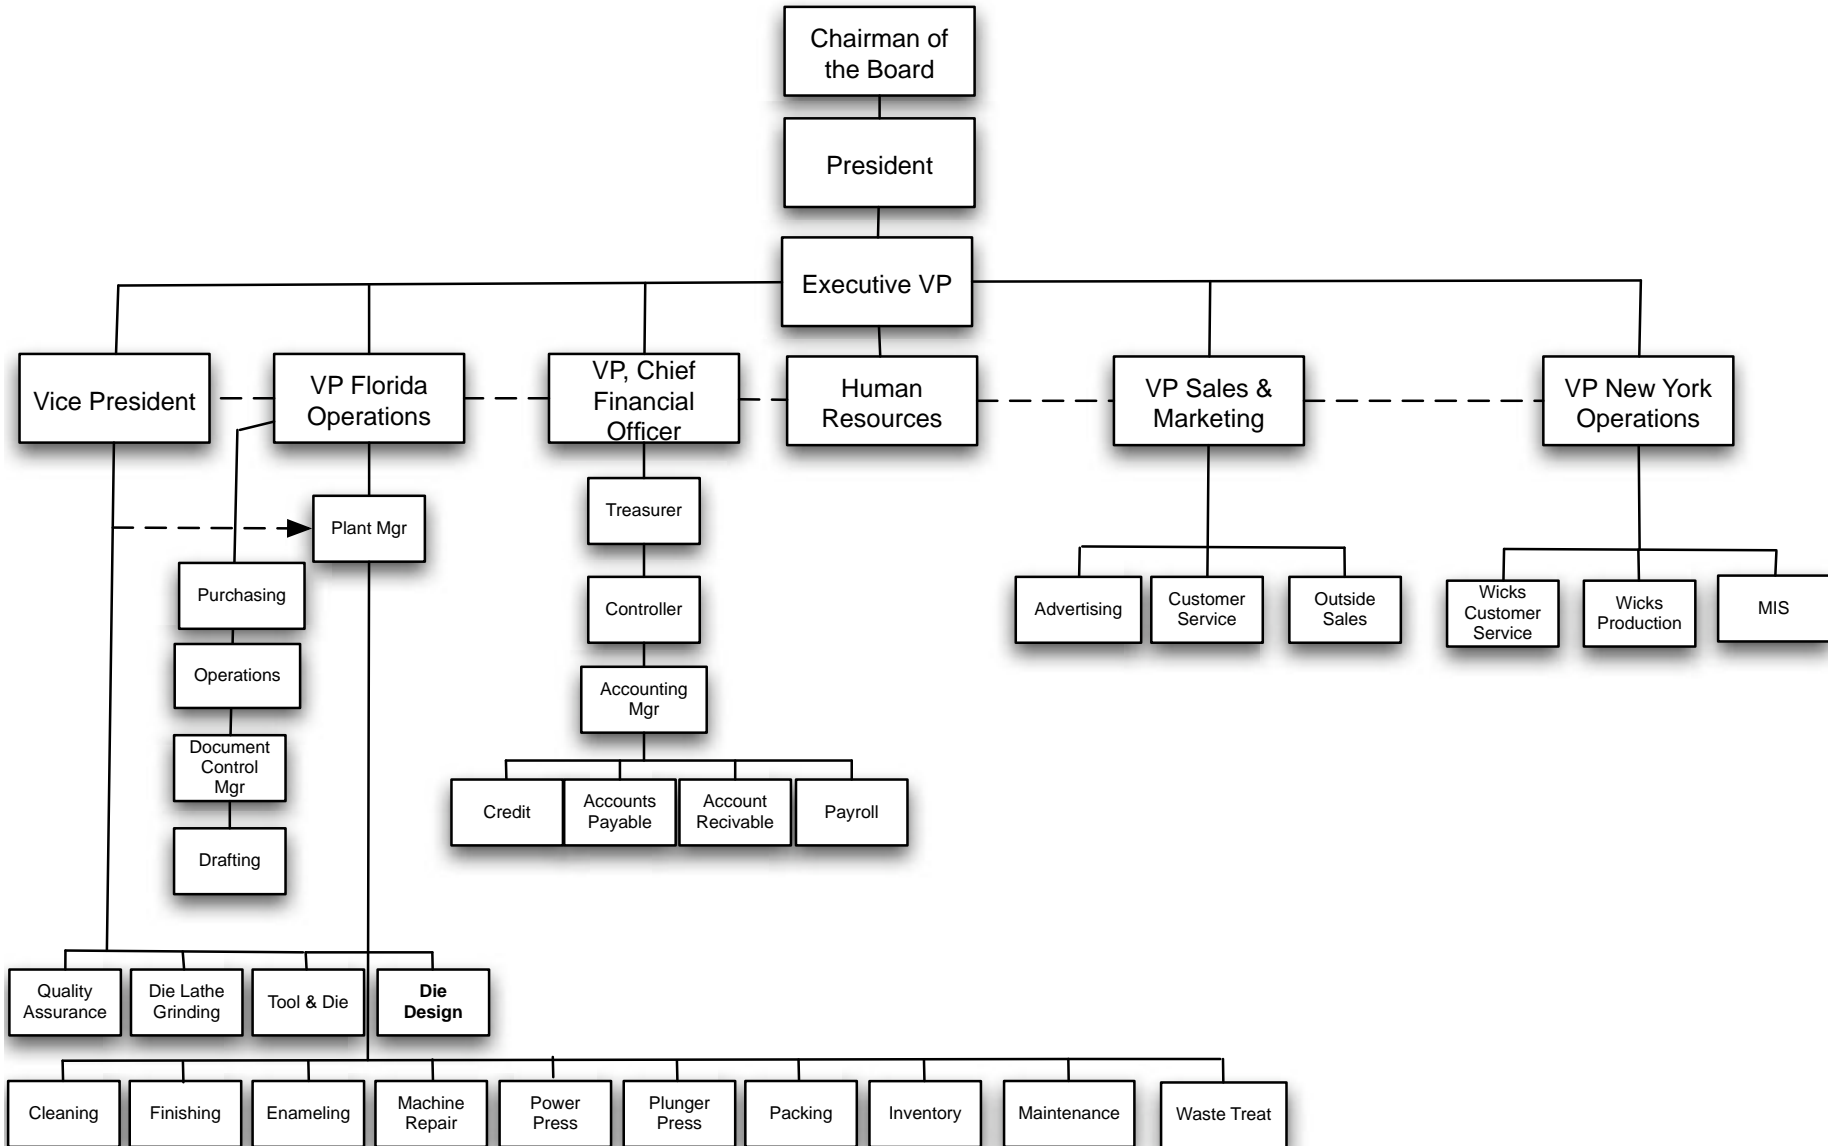 Chairman of
the Board
President
Executive VP
Vice President
VP Florida
Operations
VP, Chief
Financial
Officer
Human
Resources
VP Sales &
Marketing
VP New York
Operations
Plant Mgr
Treasurer
Purchasing
Controller
Advertising
Customer
Service
Outside
Sales
Wicks
Customer
Service
Wicks
Production
MIS
Operations
Accounting
Mgr
Document
Control
Mgr
Credit
Accounts
Payable
Account
Recivable
Payroll
Drafting
Quality
Assurance
Die Lathe
Grinding
Tool & Die
Die
Design
Cleaning
Finishing
Enameling
Machine
Repair
Power
Press
Plunger
Press
Packing
Inventory
Maintenance
Waste Treat